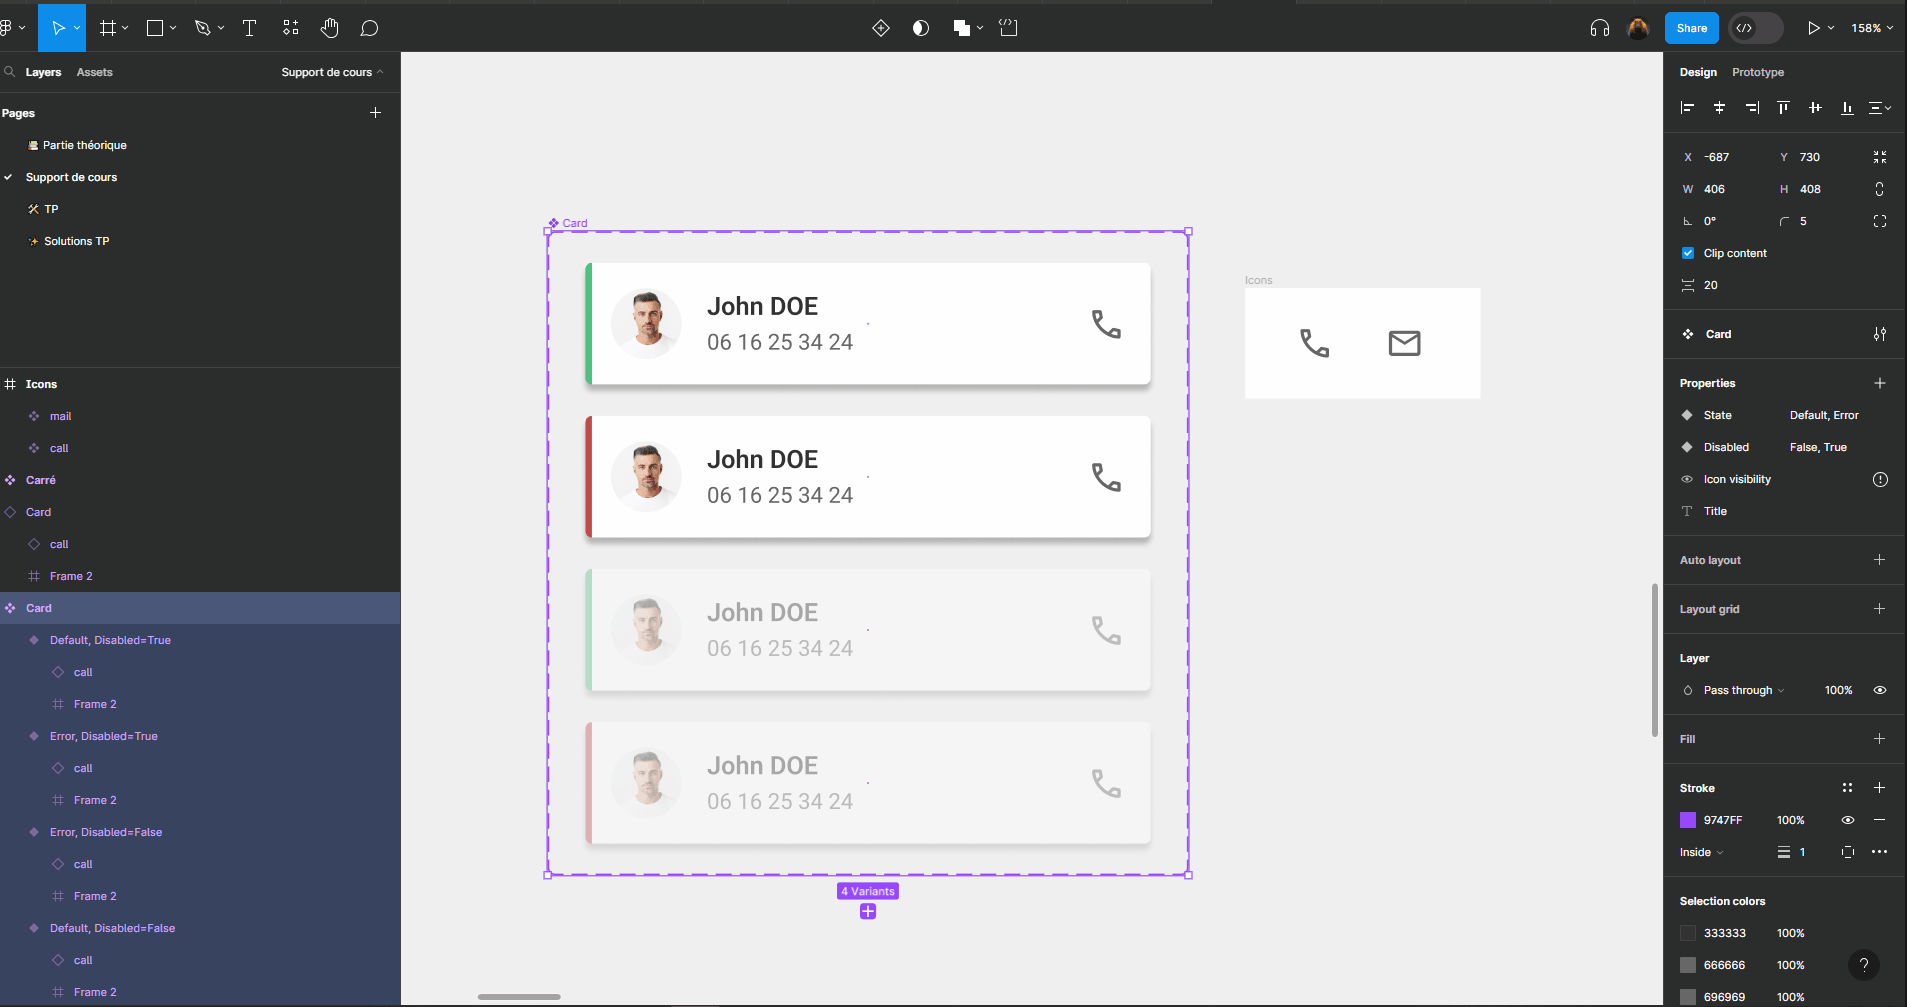 Share
158%
Layers
Assets
Support de cours
Pages
Partie théorique
Support de cours
TP
Solutions TP
Icons
mail
call
Carré
Card
call
Frame 2
Card
Default, Disabled=True
call
Frame 2
Error, Disabled=True
call
Frame 2
Error, Disabled=False
call
Frame 2
Default, Disabled=False
call
Frame 2
Card
John DOE
06 16 25 34 24
John DOE
06 16 25 34 24
John DOE
06 16 25 34 24
John DOE
06 16 25 34 24
4 Variants
Icons
Design
Prototype
X -687 Y 730
W 406 H 408
0° 5
Clip content
20
Card
Properties
State Default, Error
Disabled False, True
Icon visibility
T Title
Auto layout
Layout grid
Layer
Pass through 100%
Fill
Stroke
9747FF 100%
Inside 1
Selection colors
333333 100%
666666 100%
696969 100%
?